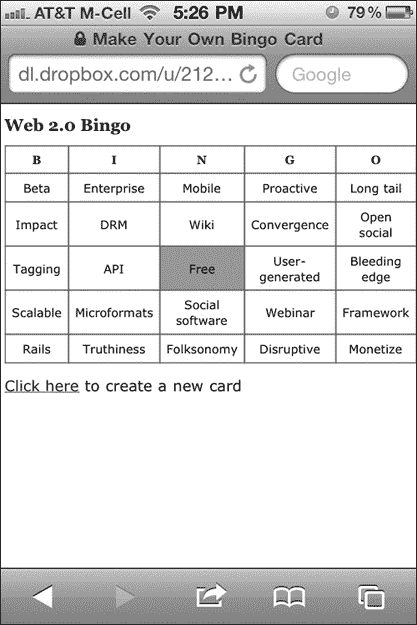 AT&T M-Cell 5:26 PM 79%
Make Your Own Bingo Card
dl.dropbox.com/u/212... Google
Web 2.0 Bingo
B I N G O
Beta Enterprise Mobile Proactive Long tail
Impact DRM Wiki Convergence Open
social
Tagging API Free User-
generated Bleeding
edge
Scalable Microformats Social
software Webinar Framework
Rails Truthiness Folksonomy Disruptive Monetize
Click here to create a new card